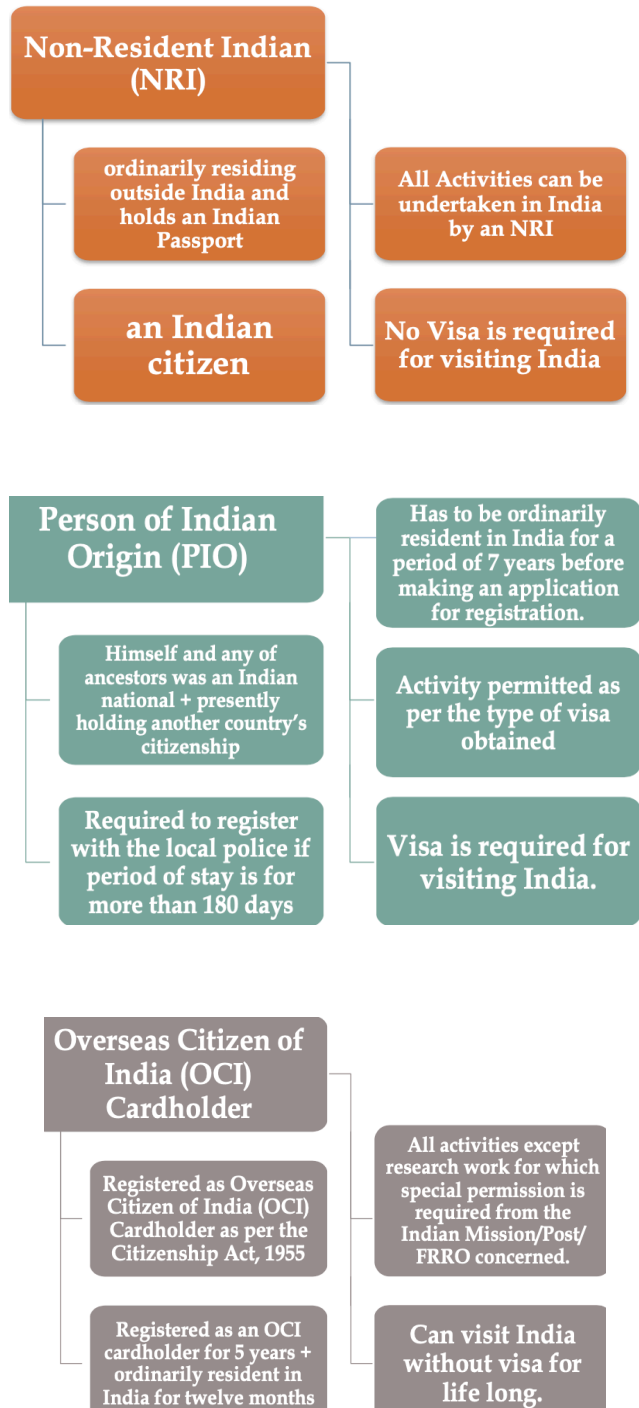 Non-Resident Indian
(NRI)
ordinarily residing
outside India and
holds an Indian
Passport
an Indian
citizen
All Activities can be
undertaken in India
by an NRI
No Visa is required
for visiting India
Person of Indian
Origin (PIO)
Himself and any of
ancestors was an Indian
national + presently
holding another country's
citizenship
Required to register
with the local police if
period of stay is for
more than 180 days
Has to be ordinarily
resident in India for a
period of 7 years before
making an application
for registration.
Activity permitted as
per the type of visa
obtained
Visa is required for
visiting India.
Overseas Citizen of
India (OCI)
Cardholder
Registered as Overseas
Citizen of India (OCI)
Cardholder as per the
Citizenship Act, 1955
Registered as an OCI
cardholder for 5 years +
ordinarily resident in
India for twelve months
All activities except
research work for which
special permission is
required from the
Indian Mission/Post/
FRRO concerned.
Can visit India
without visa for
life long.